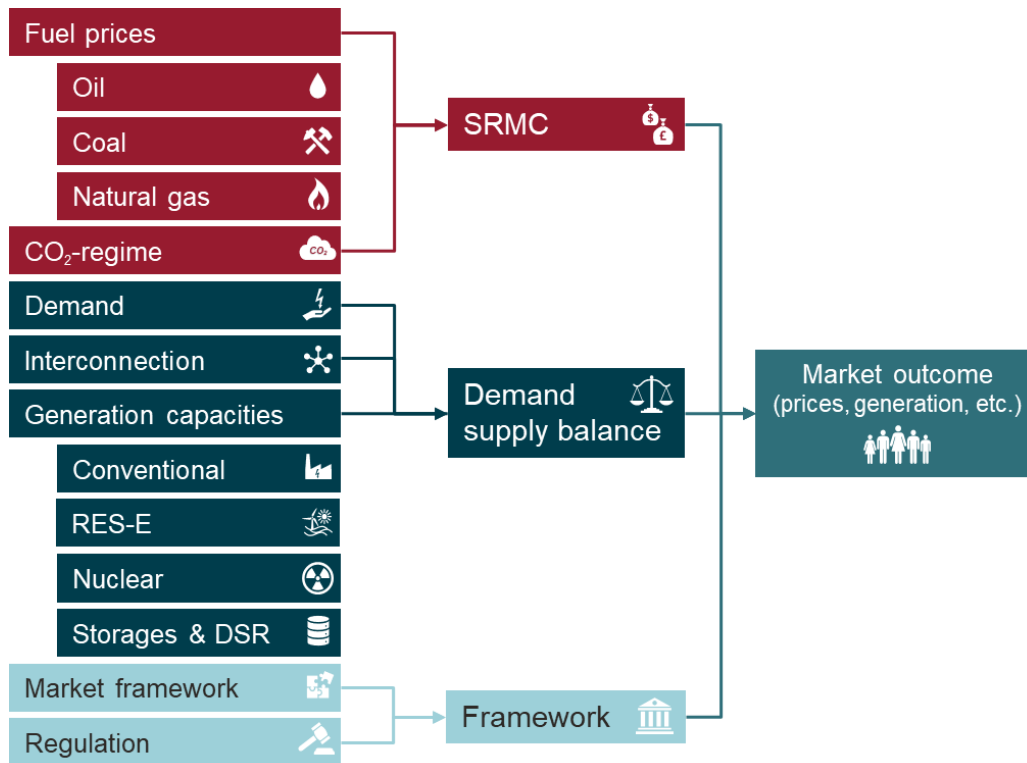 Fuel prices
Oil
Coal
Natural gas
CO₂-regime
CO₂
Demand
Interconnection
Generation capacities
Conventional
RES-E
Nuclear
Storages & DSR
Market framework
Regulation
SRMC
$
£
Demand
supply balance
Framework
Market outcome
(prices, generation, etc.)